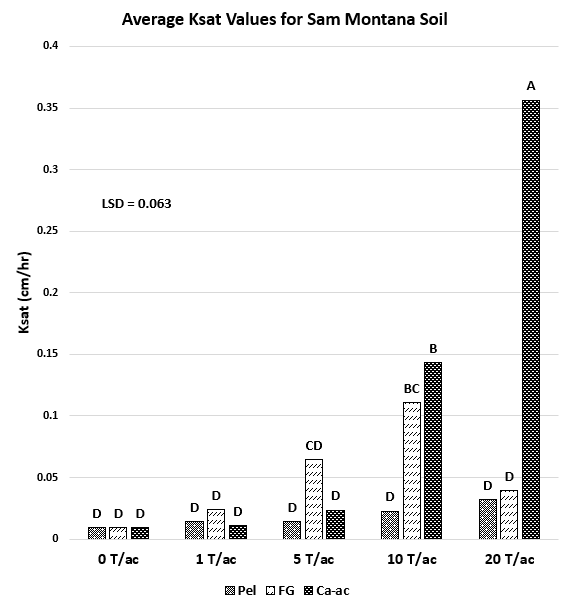 Average Ksat Values for Sam Montana Soil
0.4
A
0.35
0.3
LSD = 0.063
0.25
Ksat (cm/hr)
0.2
B
0.15
BC
0.1
CD
D D D D D D D D D D
0.05
0
0 T/ac 1 T/ac 5 T/ac 10 T/ac 20 T/ac
Pel FG Ca-ac